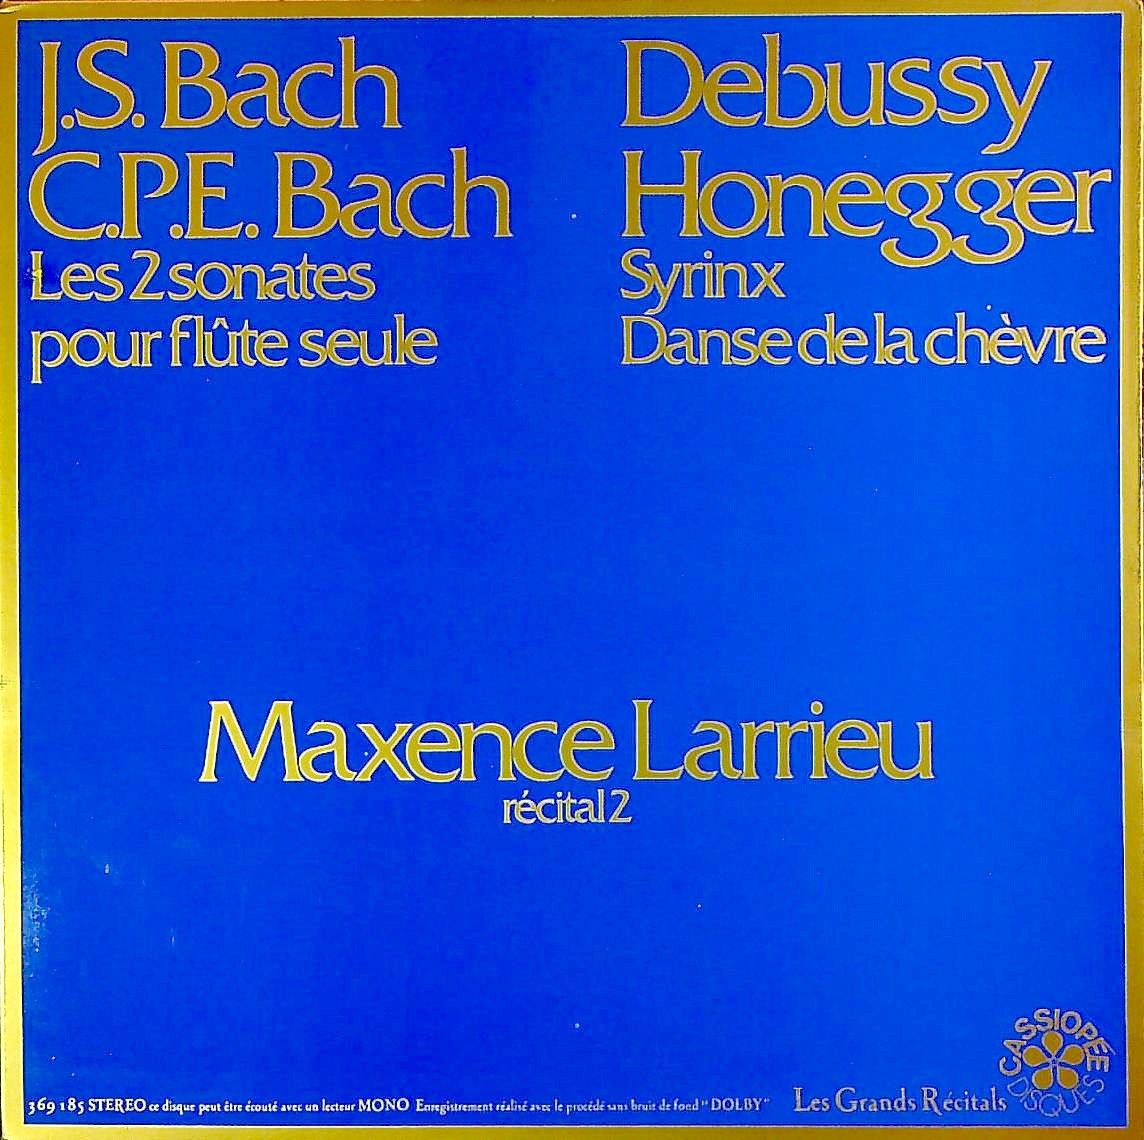 J.S. Bach
C.P.E. Bach
Les 2 sonates
pour flûte seule
Debussy
Honegger
Syrinx
Danse de la chèvre
Maxence Larrieu
récital 2
369 185 STEREO ce disque peut être écouté avec un lecteur MONO Enregistrement réalisé avec le procédé sans bruit de fond "DOLBY"
Les Grands Récitals
CASSIOPÉE
DISQUES